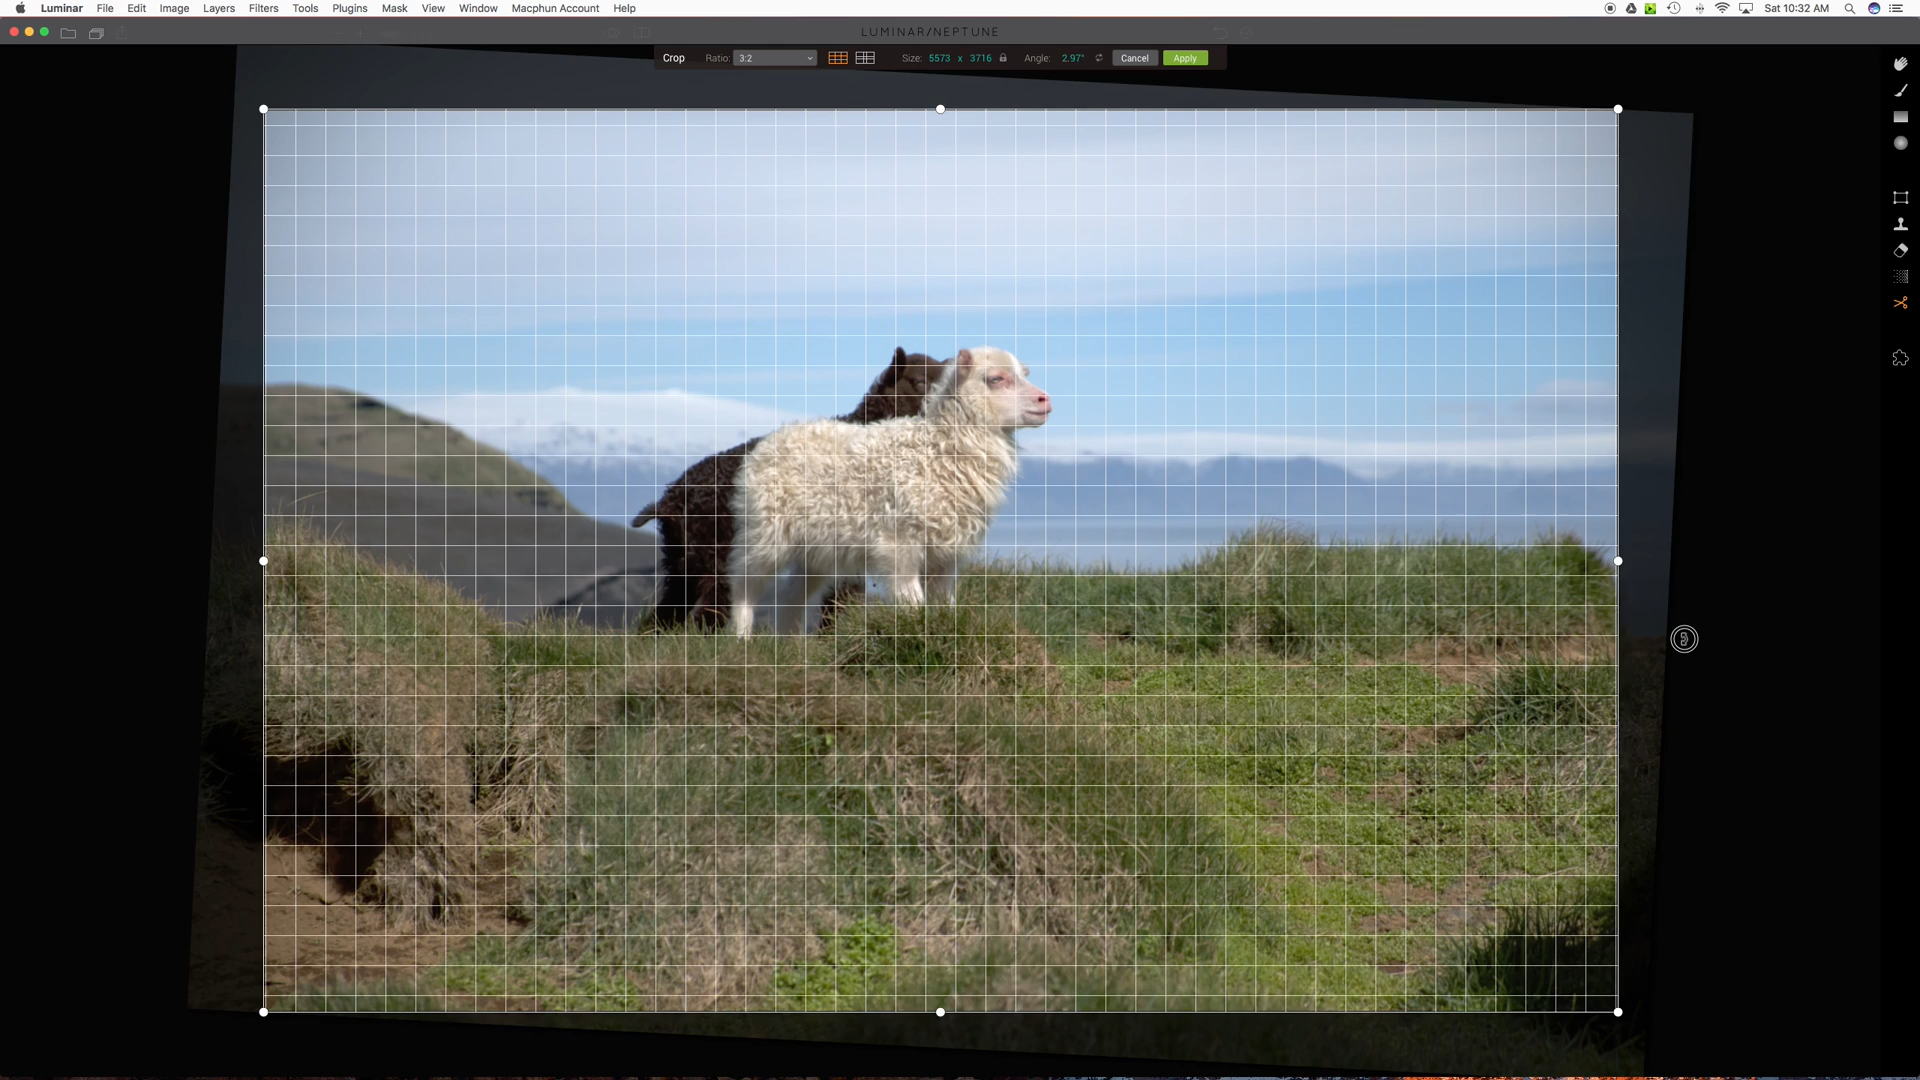 Luminar File Edit Image Layers Filters Tools Plugins Mask View Window Macphun Account Help Sat 10:32 AM
LUMINAR/NEPTUNE
Crop Ratio: 3:2 Size: 5573 x 3716 Angle: 2.97° Cancel Apply